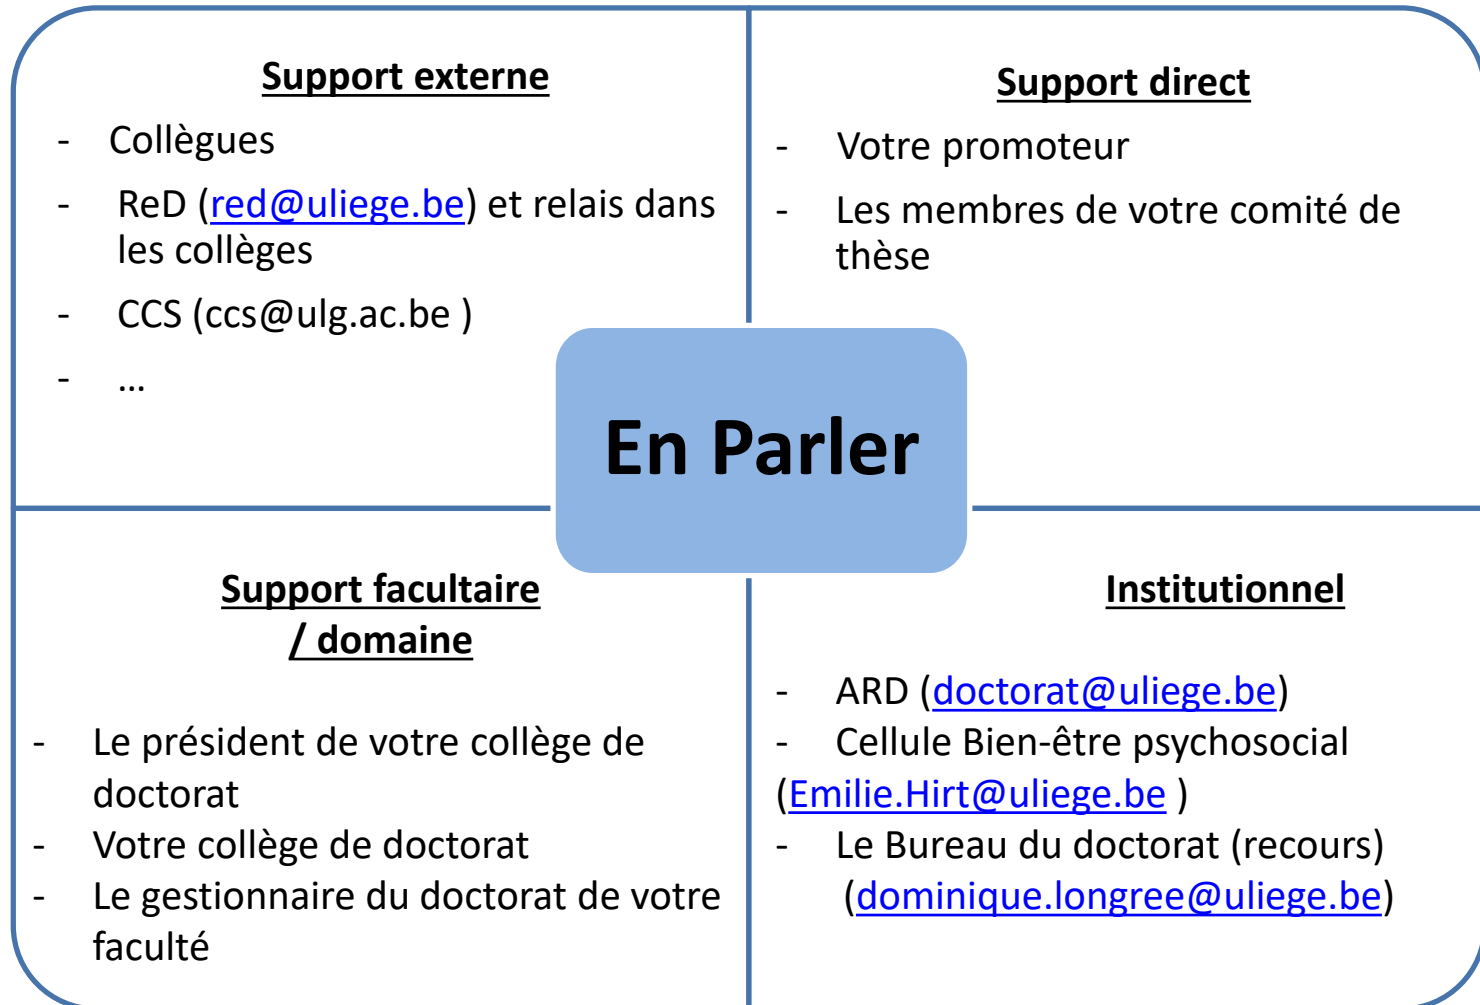 Support externe
- Collègues
- ReD (red@uliege.be) et relais dans
les collèges
- CCS (ccs@ulg.ac.be )
- ...
Support direct
- Votre promoteur
- Les membres de votre comité de
thèse
En Parler
Support facultaire
/ domaine
- Le président de votre collège de
doctorat
- Votre collège de doctorat
- Le gestionnaire du doctorat de votre
faculté
Institutionnel
- ARD (doctorat@uliege.be)
- Cellule Bien-être psychosocial
(Emilie.Hirt@uliege.be )
- Le Bureau du doctorat (recours)
(dominique.longree@uliege.be)